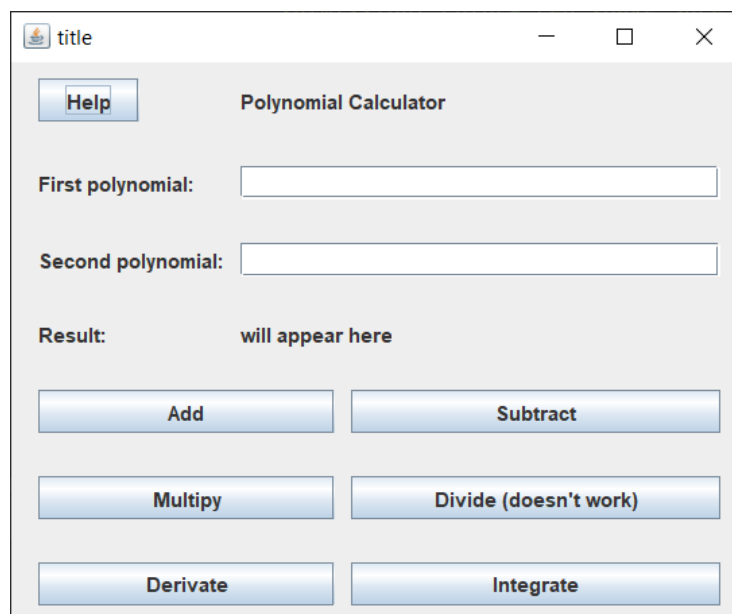 title
Help Polynomial Calculator
First polynomial:
Second polynomial:
Result: will appear here
Add Subtract
Multipy Divide (doesn't work)
Derivate Integrate